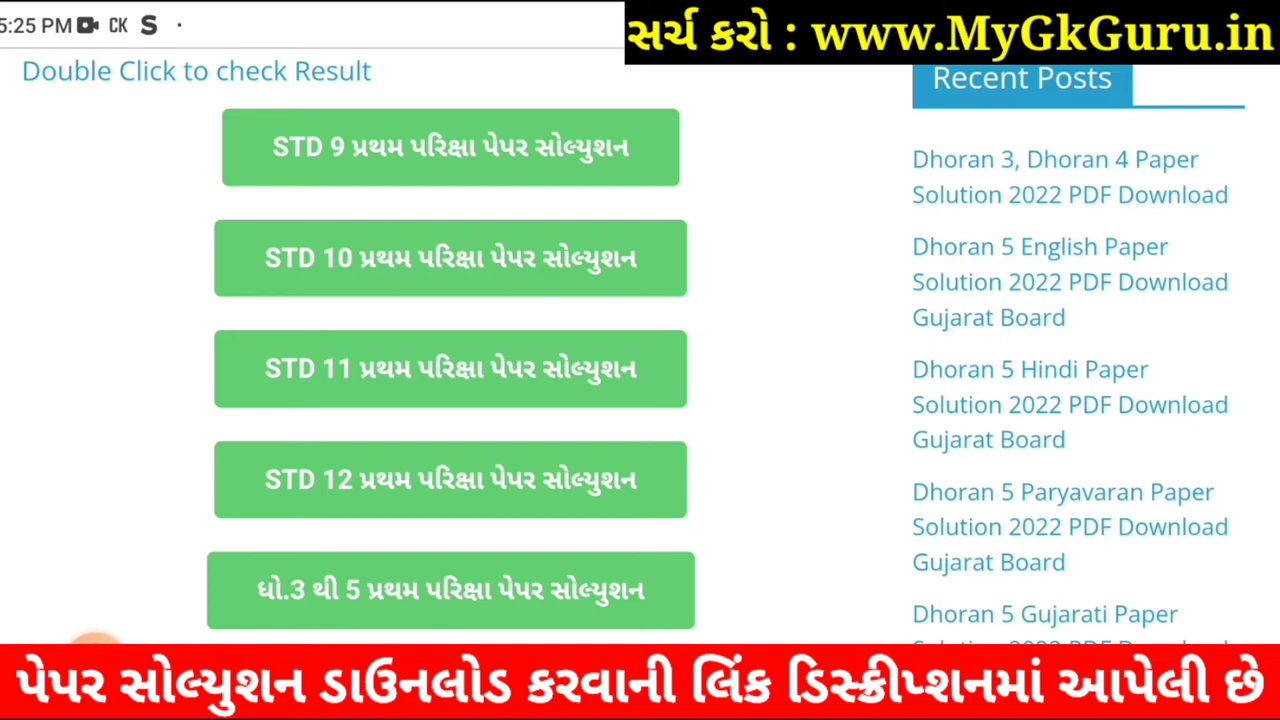 5:25 PM CK S
સર્ચ કરો : www.MyGkGuru.in
Double Click to check Result
STD 9 પ્રથમ પરિક્ષા પેપર સોલ્યુશન
STD 10 પ્રથમ પરિક્ષા પેપર સોલ્યુશન
STD 11 પ્રથમ પરિક્ષા પેપર સોલ્યુશન
STD 12 પ્રથમ પરિક્ષા પેપર સોલ્યુશન
ધો.3 થી 5 પ્રથમ પરિક્ષા પેપર સોલ્યુશન
Recent Posts
Dhoran 3, Dhoran 4 Paper
Solution 2022 PDF Download
Dhoran 5 English Paper
Solution 2022 PDF Download
Gujarat Board
Dhoran 5 Hindi Paper
Solution 2022 PDF Download
Gujarat Board
Dhoran 5 Paryavaran Paper
Solution 2022 PDF Download
Gujarat Board
Dhoran 5 Gujarati Paper
Solution 2022 PDF Download
પેપર સોલ્યુશન ડાઉનલોડ કરવાની લિંક ડિસ્ક્રીપ્શનમાં આપેલી છે